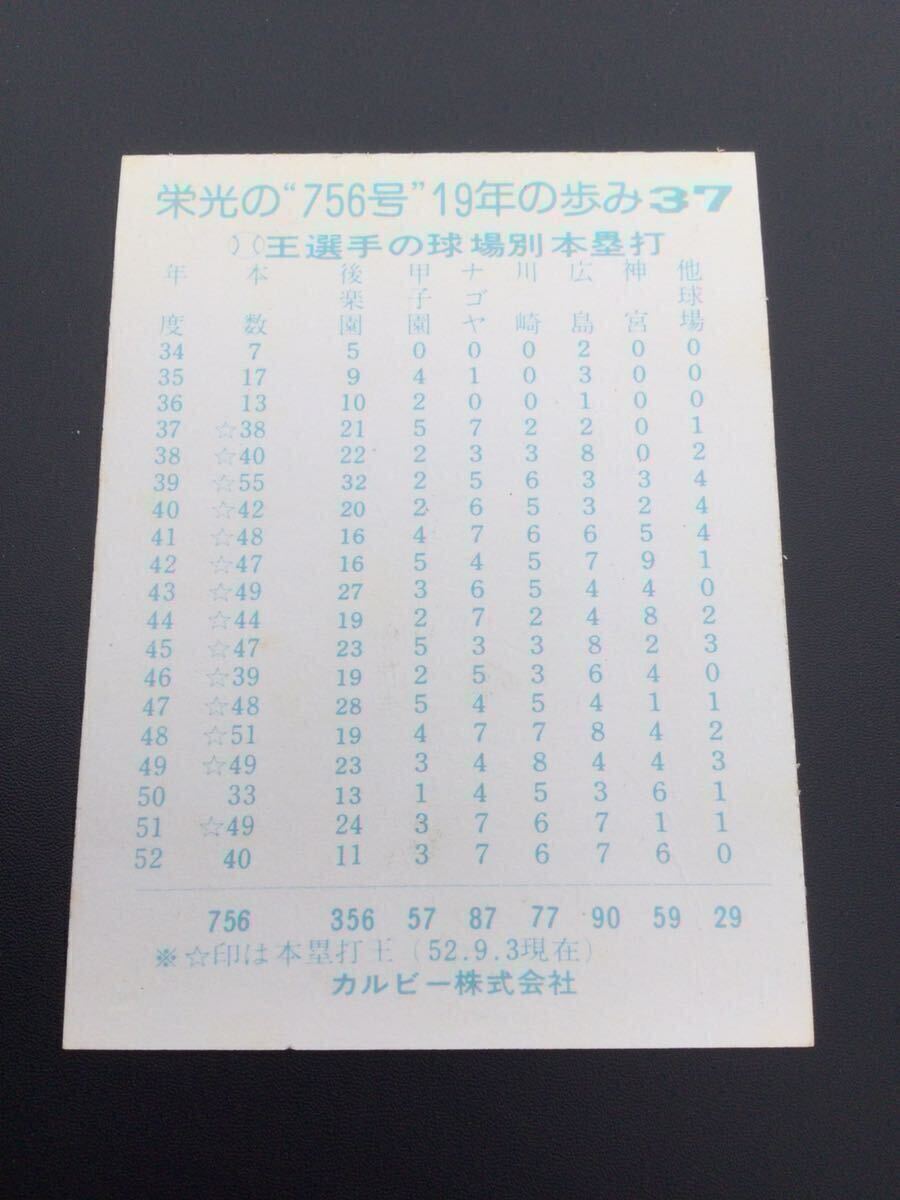 栄光の“756号”19年の歩み37
王選手の球場別本塁打
年度 本数 後楽園 甲子園 ナゴヤ 川崎 広島 神宮 他球場
34 7 5 0 0 0 2 0 0
35 17 9 4 1 0 3 0 0
36 13 10 2 0 0 1 0 0
37 ☆38 21 5 7 2 2 0 1
38 ☆40 22 2 3 3 8 0 2
39 ☆55 32 2 5 6 3 3 4
40 ☆42 20 2 6 5 3 2 4
41 ☆48 16 4 7 6 6 5 4
42 ☆47 16 5 4 5 7 9 1
43 ☆49 27 3 6 5 4 4 0
44 ☆44 19 2 7 2 4 8 2
45 ☆47 23 5 3 3 8 2 3
46 ☆39 19 2 5 3 6 4 0
47 ☆48 28 5 4 5 4 1 1
48 ☆51 19 4 7 7 8 4 2
49 ☆49 23 3 4 8 4 4 3
50 33 13 1 4 5 3 6 1
51 ☆49 24 3 7 6 7 1 1
52 40 11 3 7 6 7 6 0
756 356 57 87 77 90 59 29
※☆印は本塁打王（52.9.3現在）
カルビー株式会社